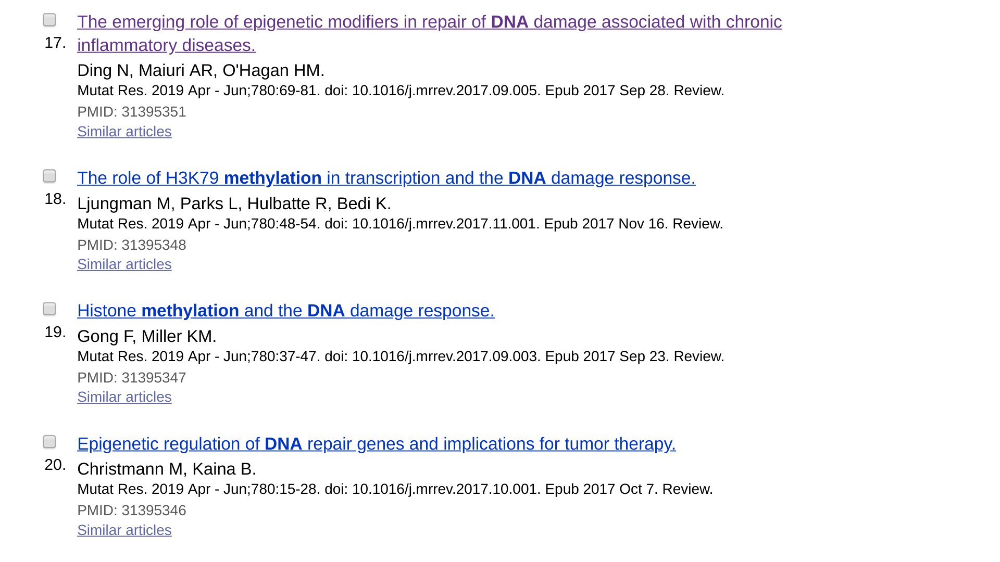 The emerging role of epigenetic modifiers in repair of DNA damage associated with chronic
17. inflammatory diseases.
Ding N, Maiuri AR, O'Hagan HM.
Mutat Res. 2019 Apr - Jun;780:69-81. doi: 10.1016/j.mrrev.2017.09.005. Epub 2017 Sep 28. Review.
PMID: 31395351
Similar articles
The role of H3K79 methylation in transcription and the DNA damage response.
18. Ljungman M, Parks L, Hulbatte R, Bedi K.
Mutat Res. 2019 Apr - Jun;780:48-54. doi: 10.1016/j.mrrev.2017.11.001. Epub 2017 Nov 16. Review.
PMID: 31395348
Similar articles
Histone methylation and the DNA damage response.
19. Gong F, Miller KM.
Mutat Res. 2019 Apr - Jun;780:37-47. doi: 10.1016/j.mrrev.2017.09.003. Epub 2017 Sep 23. Review.
PMID: 31395347
Similar articles
Epigenetic regulation of DNA repair genes and implications for tumor therapy.
20. Christmann M, Kaina B.
Mutat Res. 2019 Apr - Jun;780:15-28. doi: 10.1016/j.mrrev.2017.10.001. Epub 2017 Oct 7. Review.
PMID: 31395346
Similar articles